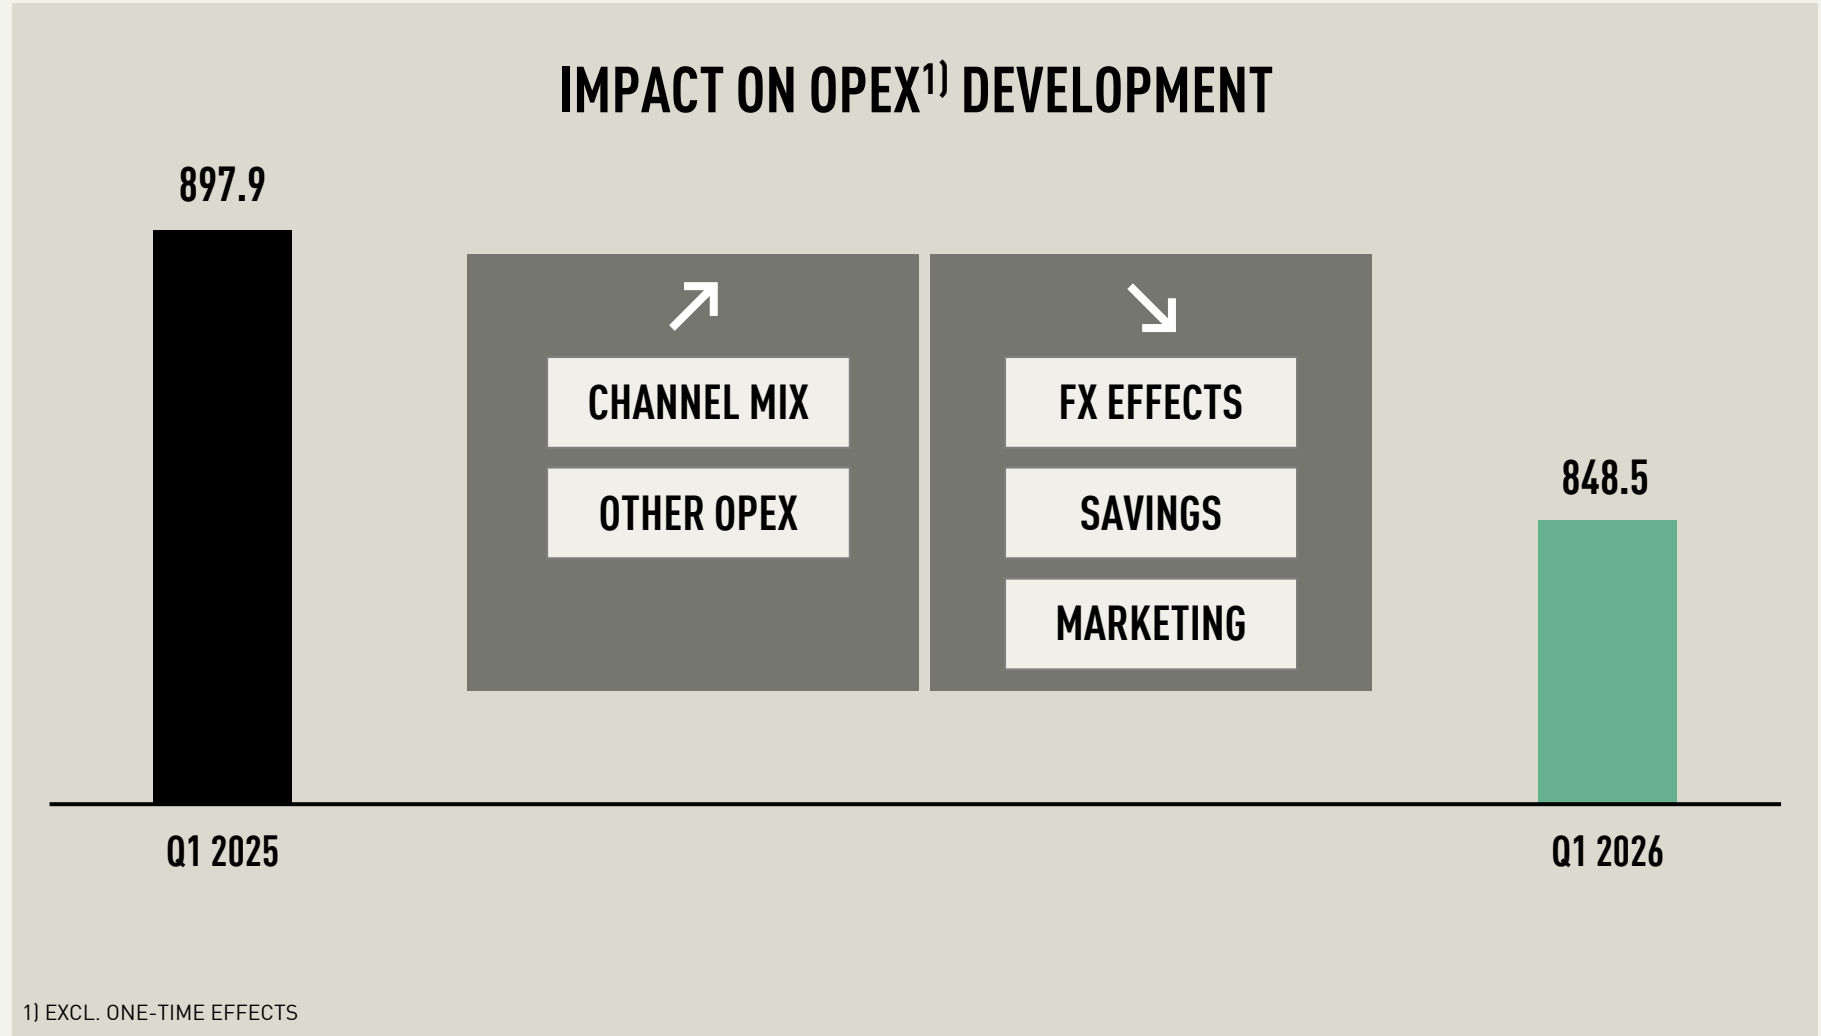 IMPACT ON OPEX1) DEVELOPMENT
897.9
CHANNEL MIX
OTHER OPEX
FX EFFECTS
SAVINGS
MARKETING
848.5
Q1 2025
Q1 2026
1) EXCL. ONE-TIME EFFECTS